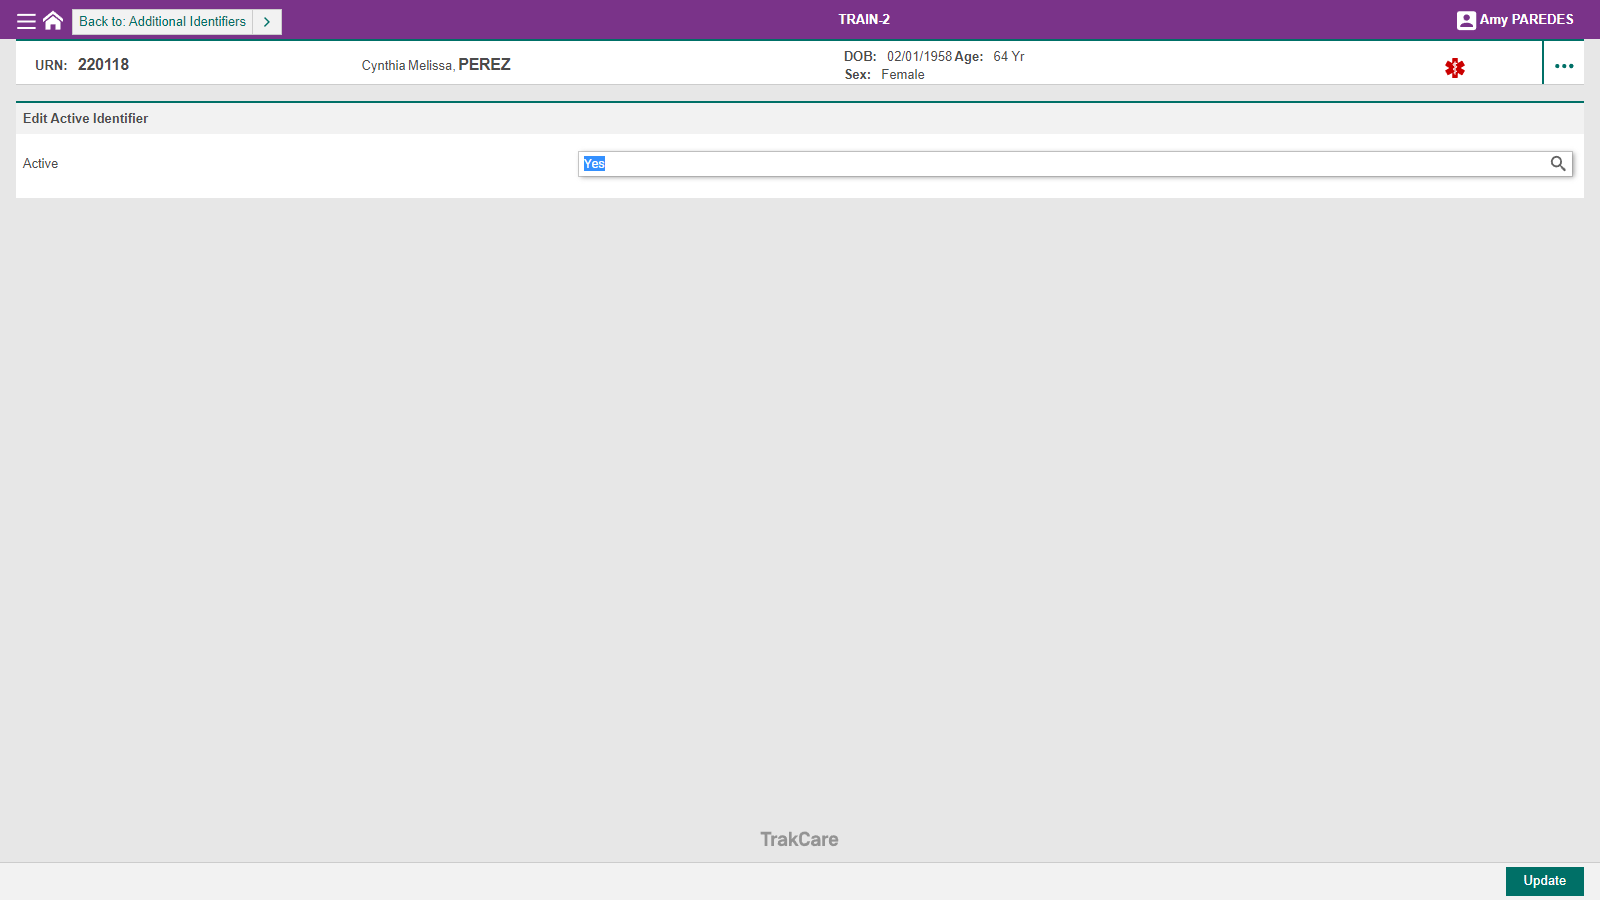 Back to: Additional Identifiers
TRAIN-2
Amy PAREDES
URN: 220118
Cynthia Melissa, PEREZ
DOB: 02/01/1958 Age: 64 Yr
Sex: Female
Edit Active Identifier
Active
Yes
TrakCare
Update